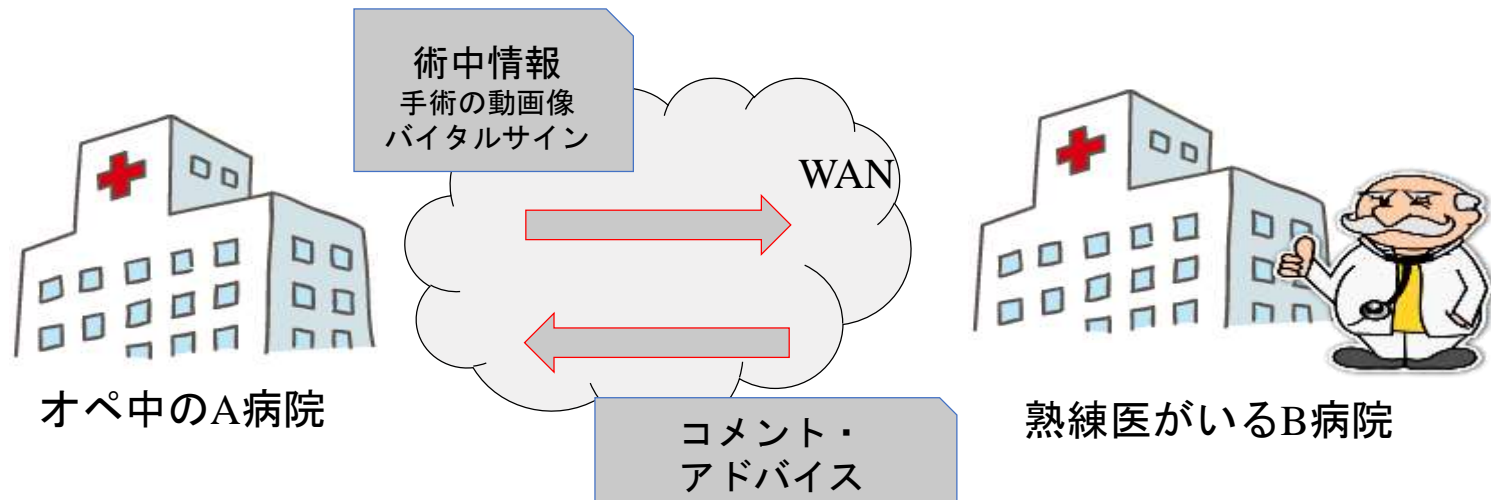 術中情報
手術の動画像
バイタルサイン
WAN
オペ中のA病院
熟練医がいるB病院
コメント・
アドバイス